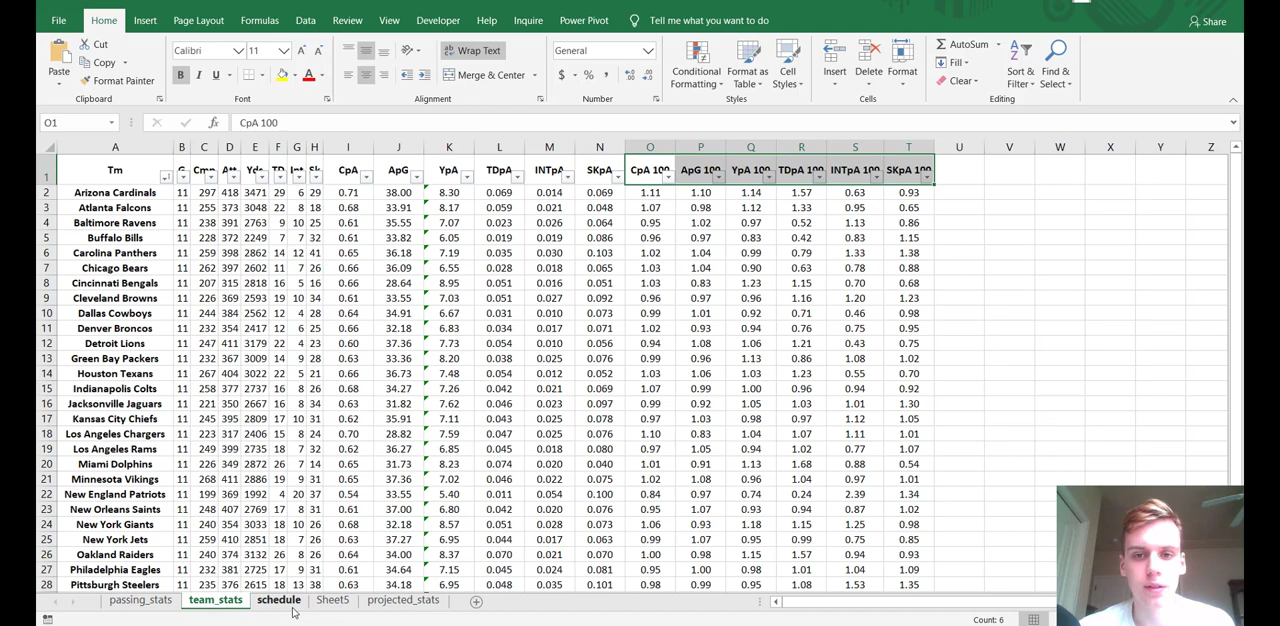 File Home Insert Page Layout Formulas Data Review View Developer Help Inquire Power Pivot Tell me what you want to do Share
Paste Cut Copy Format Painter Clipboard
Calibri 11 Font
Wrap Text Merge & Center Alignment
General $ % , Number
Conditional Formatting Format as Table Cell Styles Styles
Insert Delete Format Cells
AutoSum Fill Clear Sort & Filter Find & Select Editing
O1 fx CpA 100
A B C D E F G H I J K L M N O P Q R S T U V W X Y Z
1 Tm Cmp Att Yds TD Int Sk CpA ApG YpA TDpA INTpA SKpA CpA 100 ApG 100 YpA 100 TDpA 100 INTpA 100 SKpA 100
2 Arizona Cardinals 11 297 418 3471 29 6 29 0.71 38.00 8.30 0.069 0.014 0.069 1.11 1.10 1.14 1.57 0.63 0.93
3 Atlanta Falcons 11 255 373 3048 22 8 18 0.68 33.91 8.17 0.059 0.021 0.048 1.07 0.98 1.12 1.33 0.95 0.65
4 Baltimore Ravens 11 238 391 2763 9 10 25 0.61 35.55 7.07 0.023 0.026 0.064 0.95 1.02 0.97 0.52 1.13 0.86
5 Buffalo Bills 11 228 372 2249 7 7 32 0.61 33.82 6.05 0.019 0.019 0.086 0.96 0.97 0.83 0.42 0.83 1.15
6 Carolina Panthers 11 259 398 2862 14 12 41 0.65 36.18 7.19 0.035 0.030 0.103 1.02 1.04 0.99 0.79 1.33 1.38
7 Chicago Bears 11 262 397 2602 11 7 26 0.66 36.09 6.55 0.028 0.018 0.065 1.03 1.04 0.90 0.63 0.78 0.88
8 Cincinnati Bengals 11 207 315 2818 16 5 16 0.66 28.64 8.95 0.051 0.016 0.051 1.03 0.83 1.23 1.15 0.70 0.68
9 Cleveland Browns 11 226 369 2593 19 10 34 0.61 33.55 7.03 0.051 0.027 0.092 0.96 0.97 0.96 1.16 1.20 1.23
10 Dallas Cowboys 11 244 384 2562 12 4 28 0.64 34.91 6.67 0.031 0.010 0.073 0.99 1.01 0.92 0.71 0.46 0.98
11 Denver Broncos 11 232 354 2417 12 6 25 0.66 32.18 6.83 0.034 0.017 0.071 1.02 0.93 0.94 0.76 0.75 0.95
12 Detroit Lions 11 247 411 3178 22 4 23 0.60 37.36 7.73 0.054 0.010 0.056 0.94 1.08 1.06 1.21 0.43 0.75
13 Green Bay Packers 11 232 367 3009 14 9 28 0.63 33.36 8.20 0.038 0.025 0.076 0.99 0.96 1.13 0.86 1.08 1.02
14 Houston Texans 11 267 404 3022 22 5 21 0.66 36.73 7.48 0.054 0.012 0.052 1.03 1.06 1.03 1.23 0.55 0.70
15 Indianapolis Colts 11 258 377 2737 16 8 26 0.68 34.27 7.26 0.042 0.021 0.069 1.07 0.99 1.00 0.96 0.94 0.92
16 Jacksonville Jaguars 11 221 350 2667 16 8 34 0.63 31.82 7.62 0.046 0.023 0.097 0.99 0.92 1.05 1.03 1.01 1.30
17 Kansas City Chiefs 11 245 395 2809 17 10 31 0.62 35.91 7.11 0.043 0.025 0.078 0.97 1.03 0.98 0.97 1.12 1.05
18 Los Angeles Chargers 11 223 317 2406 15 8 24 0.70 28.82 7.59 0.047 0.025 0.076 1.10 0.83 1.04 1.07 1.11 1.01
19 Los Angeles Rams 11 249 399 2735 18 7 32 0.62 36.27 6.85 0.045 0.018 0.080 0.97 1.05 0.94 1.02 0.77 1.07
20 Miami Dolphins 11 226 349 2872 26 7 14 0.65 31.73 8.23 0.074 0.020 0.040 1.01 0.91 1.13 1.68 0.88 0.54
21 Minnesota Vikings 11 268 411 2886 19 9 31 0.65 37.36 7.02 0.046 0.022 0.075 1.02 1.08 0.96 1.04 0.97 1.01
22 New England Patriots 11 199 369 1992 4 20 37 0.54 33.55 5.40 0.011 0.054 0.100 0.84 0.97 0.74 0.24 2.39 1.34
23 New Orleans Saints 11 248 407 2769 17 8 31 0.61 37.00 6.80 0.042 0.020 0.076 0.95 1.07 0.93 0.94 0.87 1.02
24 New York Giants 11 240 354 3033 18 10 26 0.68 32.18 8.57 0.051 0.028 0.073 1.06 0.93 1.18 1.15 1.25 0.98
25 New York Jets 11 259 410 2851 18 7 26 0.63 37.27 6.95 0.044 0.017 0.063 0.99 1.07 0.95 0.99 0.75 0.85
26 Oakland Raiders 11 240 374 3132 26 8 26 0.64 34.00 8.37 0.070 0.021 0.070 1.00 0.98 1.15 1.57 0.94 0.93
27 Philadelphia Eagles 11 232 381 2725 17 9 31 0.61 34.64 7.15 0.045 0.024 0.081 0.95 1.00 0.98 1.01 1.04 1.09
28 Pittsburgh Steelers 11 235 376 2615 18 13 38 0.63 34.18 6.95 0.048 0.035 0.101 0.98 0.99 0.95 1.08 1.53 1.35
passing_stats team_stats schedule Sheet5 projected_stats
Count: 6